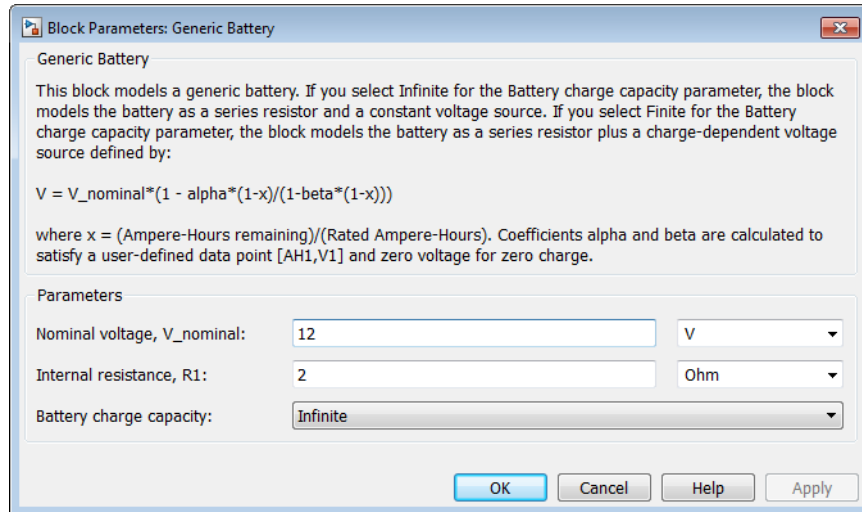 Block Parameters: Generic Battery
Generic Battery
This block models a generic battery. If you select Infinite for the Battery charge capacity parameter, the block
models the battery as a series resistor and a constant voltage source. If you select Finite for the Battery
charge capacity parameter, the block models the battery as a series resistor plus a charge-dependent voltage
source defined by:
V = V_nominal*(1 - alpha*(1-x)/(1-beta*(1-x)))
where x = (Ampere-Hours remaining)/(Rated Ampere-Hours). Coefficients alpha and beta are calculated to
satisfy a user-defined data point [AH1,V1] and zero voltage for zero charge.
Parameters
Nominal voltage, V_nominal: 12 V
Internal resistance, R1: 2 Ohm
Battery charge capacity: Infinite
OK Cancel Help Apply